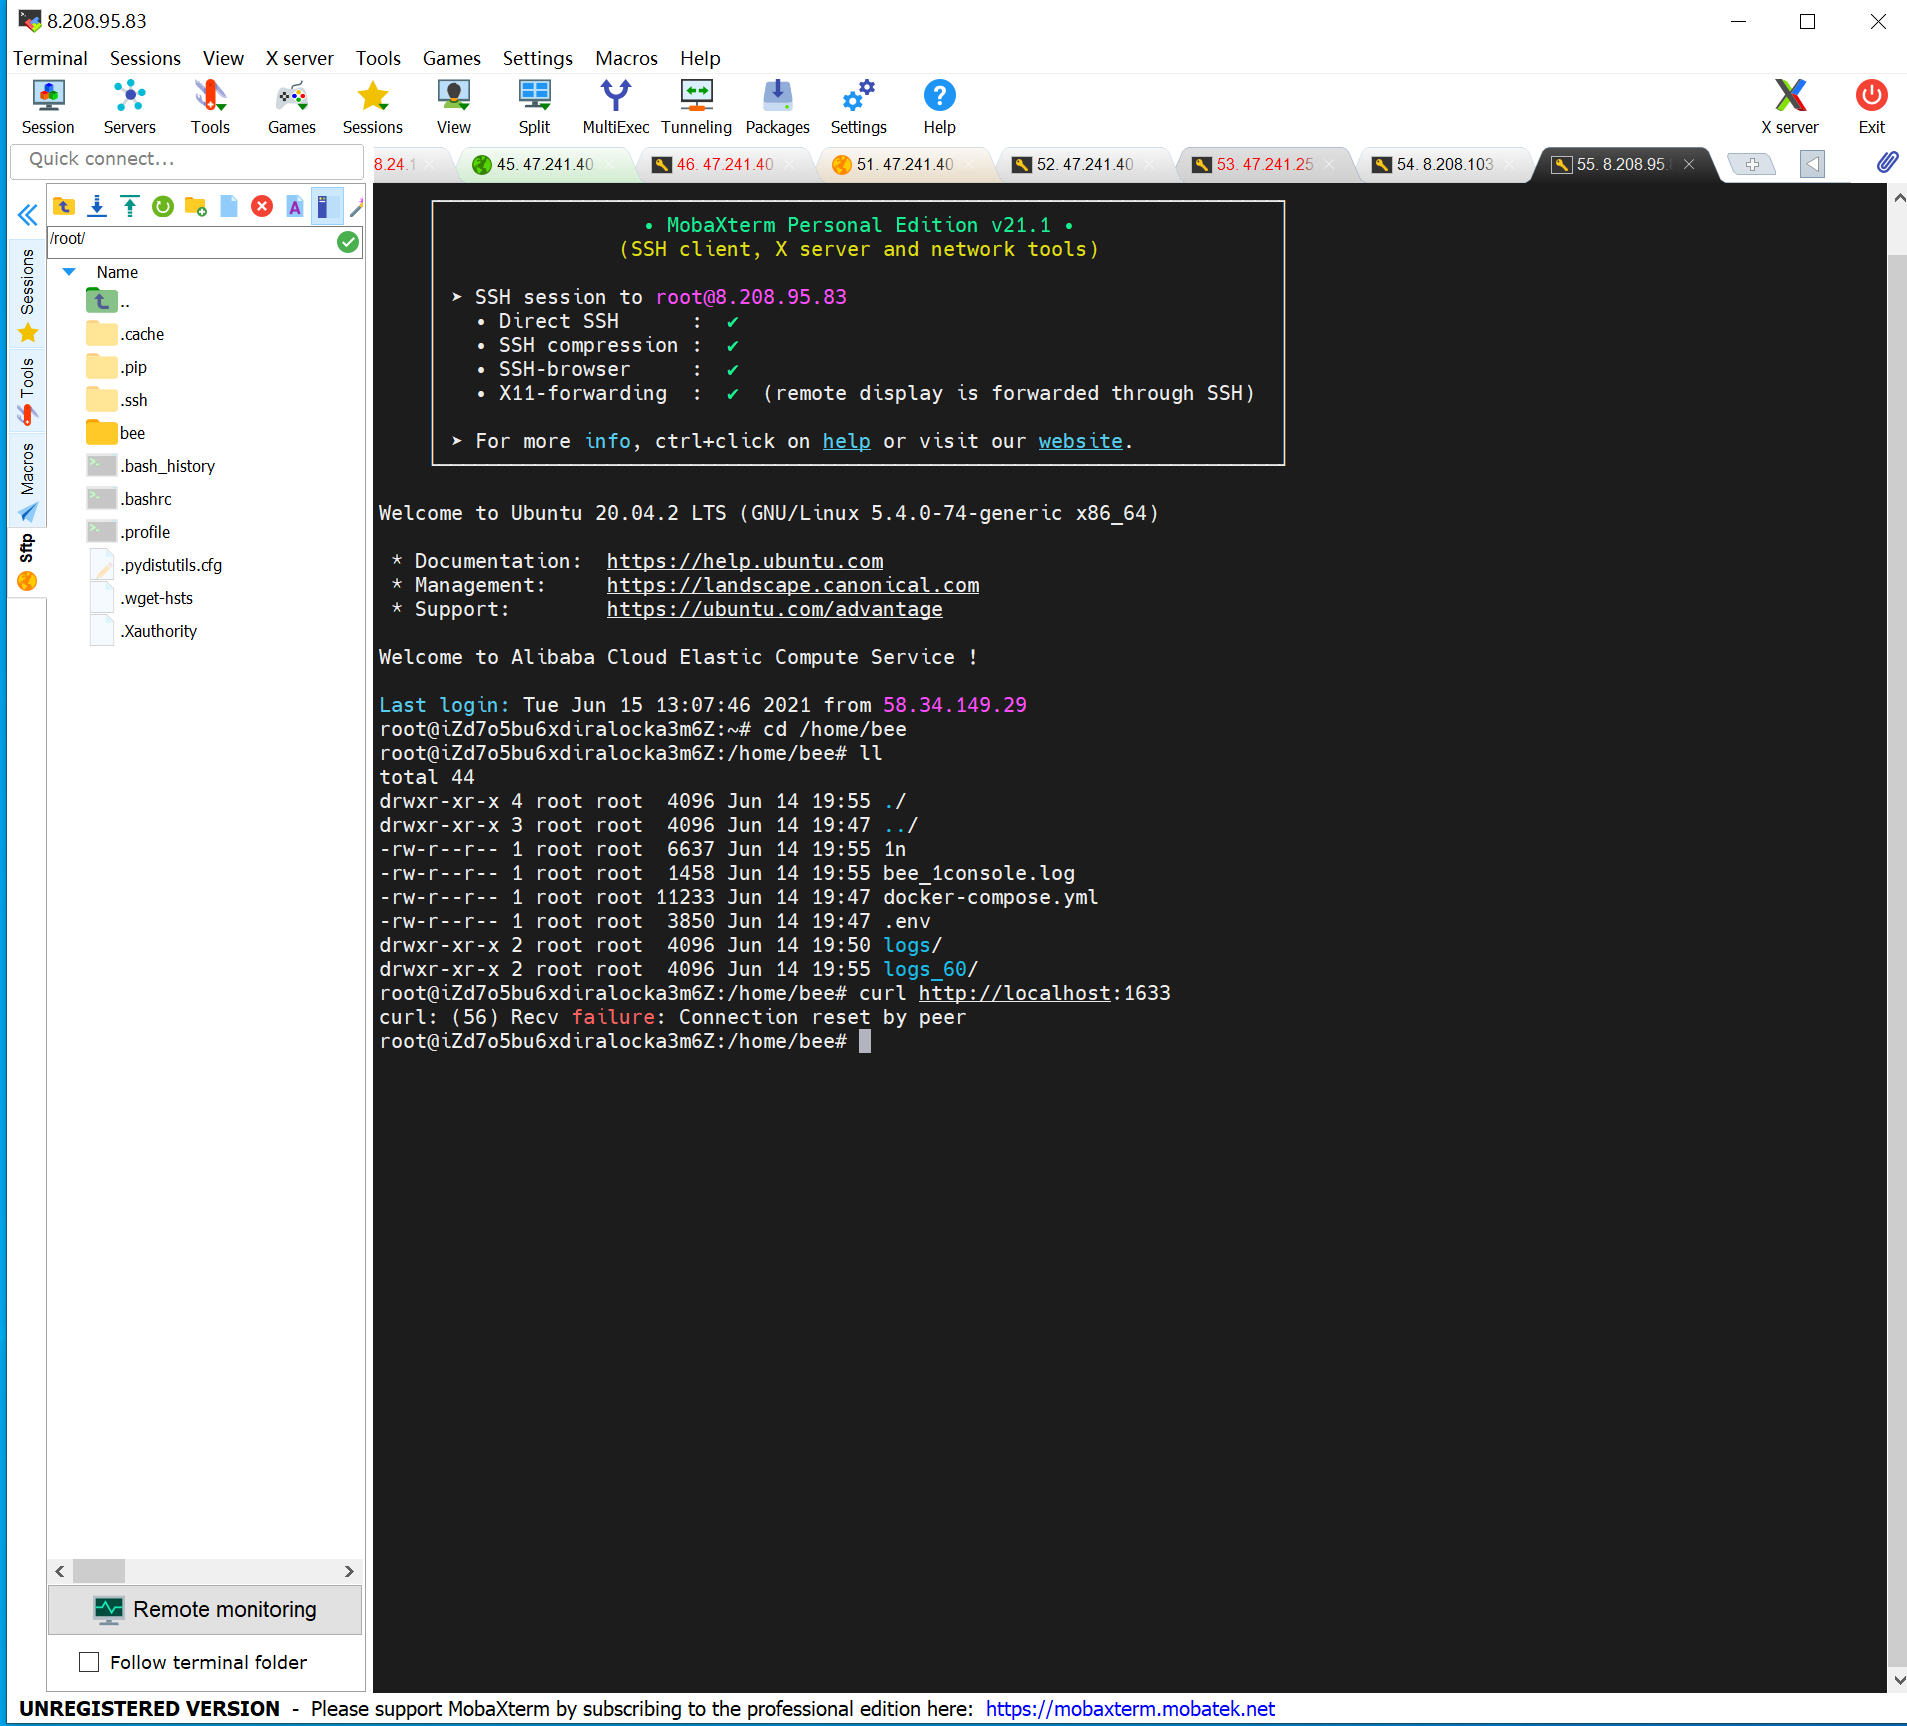 8.208.95.83
Terminal Sessions View X server Tools Games Settings Macros Help
Session Servers Tools Games Sessions View Split MultiExec Tunneling Packages Settings Help X server Exit
Quick connect...
8.24.1 45. 47.241.40 46. 47.241.40 51. 47.241.40 52. 47.241.40 53. 47.241.25 54. 8.208.103 55. 8.208.95.
/root/
Name
..
.cache
.pip
.ssh
bee
.bash_history
.bashrc
.profile
.pydistutils.cfg
.wget-hsts
.Xauthority
Sessions
Tools
Macros
Sftp
Remote monitoring
Follow terminal folder
• MobaXterm Personal Edition v21.1 •
(SSH client, X server and network tools)
➤ SSH session to root@8.208.95.83
• Direct SSH : ✔
• SSH compression : ✔
• SSH-browser : ✔
• X11-forwarding : ✔ (remote display is forwarded through SSH)
➤ For more info, ctrl+click on help or visit our website.
Welcome to Ubuntu 20.04.2 LTS (GNU/Linux 5.4.0-74-generic x86_64)
* Documentation: https://help.ubuntu.com
* Management: https://landscape.canonical.com
* Support: https://ubuntu.com/advantage
Welcome to Alibaba Cloud Elastic Compute Service !
Last login: Tue Jun 15 13:07:46 2021 from 58.34.149.29
root@iZd7o5bu6xdiralocka3m6Z:~# cd /home/bee
root@iZd7o5bu6xdiralocka3m6Z:/home/bee# ll
total 44
drwxr-xr-x 4 root root 4096 Jun 14 19:55 ./
drwxr-xr-x 3 root root 4096 Jun 14 19:47 ../
-rw-r--r-- 1 root root 6637 Jun 14 19:55 1n
-rw-r--r-- 1 root root 1458 Jun 14 19:55 bee_1console.log
-rw-r--r-- 1 root root 11233 Jun 14 19:47 docker-compose.yml
-rw-r--r-- 1 root root 3850 Jun 14 19:47 .env
drwxr-xr-x 2 root root 4096 Jun 14 19:50 logs/
drwxr-xr-x 2 root root 4096 Jun 14 19:55 logs_60/
root@iZd7o5bu6xdiralocka3m6Z:/home/bee# curl http://localhost:1633
curl: (56) Recv failure: Connection reset by peer
root@iZd7o5bu6xdiralocka3m6Z:/home/bee#
UNREGISTERED VERSION - Please support MobaXterm by subscribing to the professional edition here: https://mobaxterm.mobatek.net